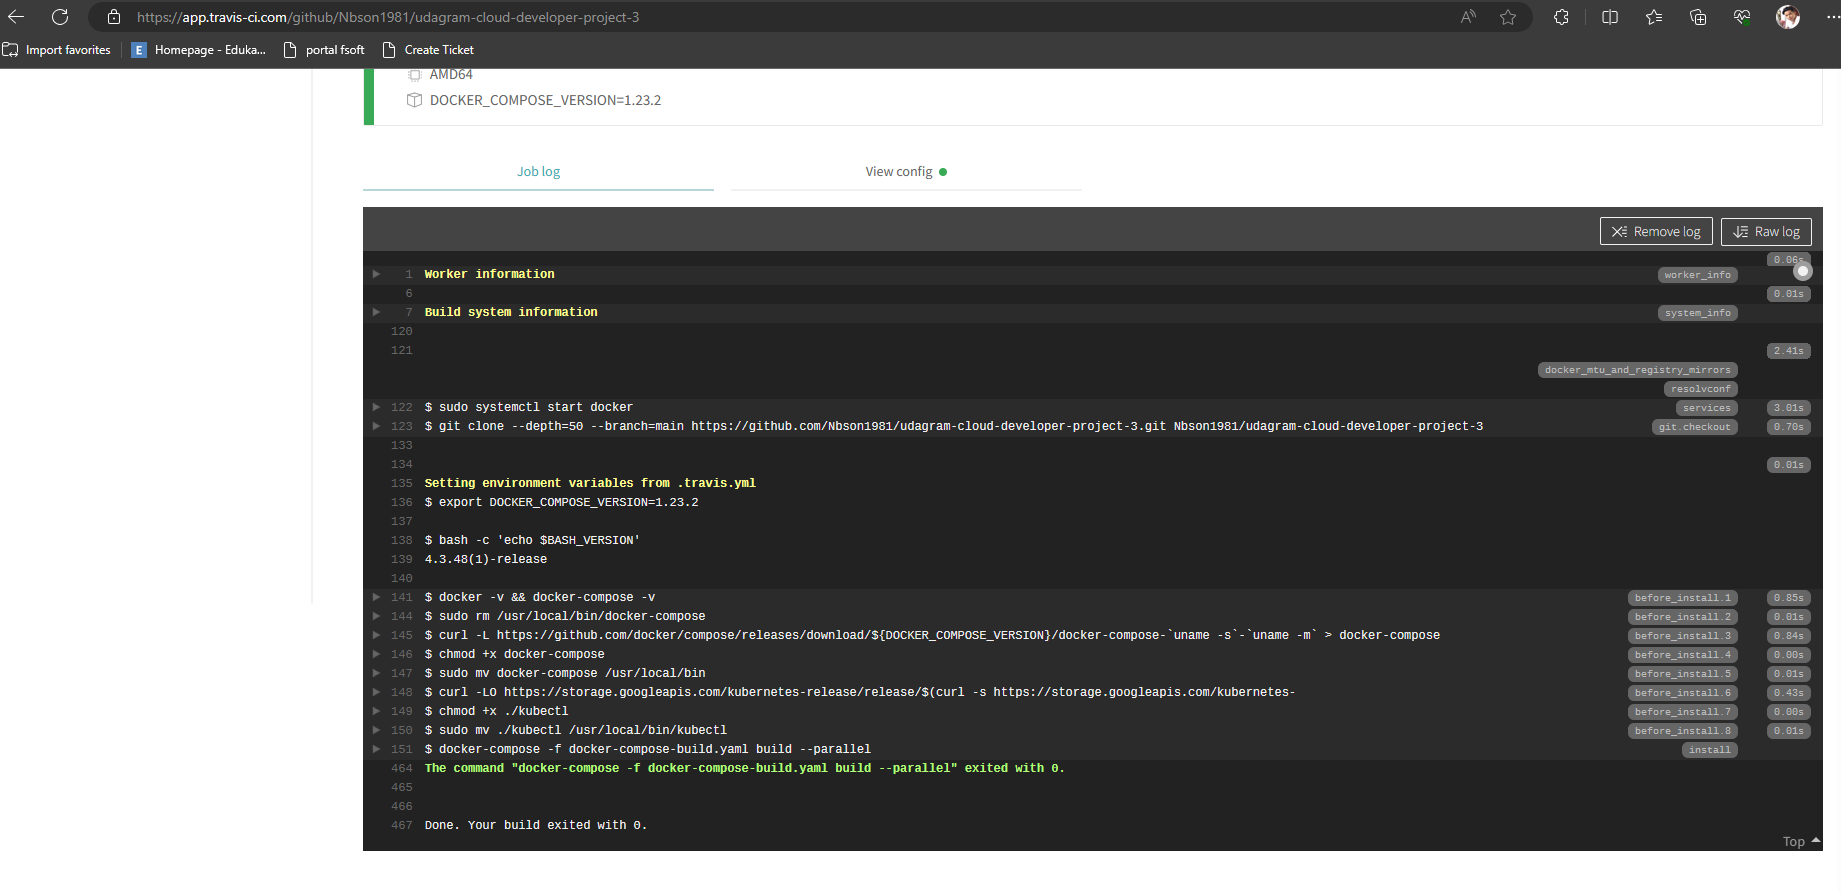 https://app.travis-ci.com/github/Nbson1981/udagram-cloud-developer-project-3
Import favorites
E Homepage - Eduka...
portal fsoft
Create Ticket
AMD64
DOCKER_COMPOSE_VERSION=1.23.2
Job log
View config
Remove log
Raw log
0.06s
1 Worker information worker_info
6 0.01s
7 Build system information system_info
120
121 2.41s
docker_mtu_and_registry_mirrors
resolvconf
122 $ sudo systemctl start docker services 3.01s
123 $ git clone --depth=50 --branch=main https://github.com/Nbson1981/udagram-cloud-developer-project-3.git Nbson1981/udagram-cloud-developer-project-3 git.checkout 0.70s
133
134 0.01s
135 Setting environment variables from .travis.yml
136 $ export DOCKER_COMPOSE_VERSION=1.23.2
137
138 $ bash -c 'echo $BASH_VERSION'
139 4.3.48(1)-release
140
141 $ docker -v && docker-compose -v before_install.1 0.85s
144 $ sudo rm /usr/local/bin/docker-compose before_install.2 0.01s
145 $ curl -L https://github.com/docker/compose/releases/download/${DOCKER_COMPOSE_VERSION}/docker-compose-`uname -s`-`uname -m` > docker-compose before_install.3 0.84s
146 $ chmod +x docker-compose before_install.4 0.00s
147 $ sudo mv docker-compose /usr/local/bin before_install.5 0.01s
148 $ curl -LO https://storage.googleapis.com/kubernetes-release/release/$(curl -s https://storage.googleapis.com/kubernetes- before_install.6 0.43s
149 $ chmod +x ./kubectl before_install.7 0.00s
150 $ sudo mv ./kubectl /usr/local/bin/kubectl before_install.8 0.01s
151 $ docker-compose -f docker-compose-build.yaml build --parallel install
464 The command "docker-compose -f docker-compose-build.yaml build --parallel" exited with 0.
465
466
467 Done. Your build exited with 0.
Top